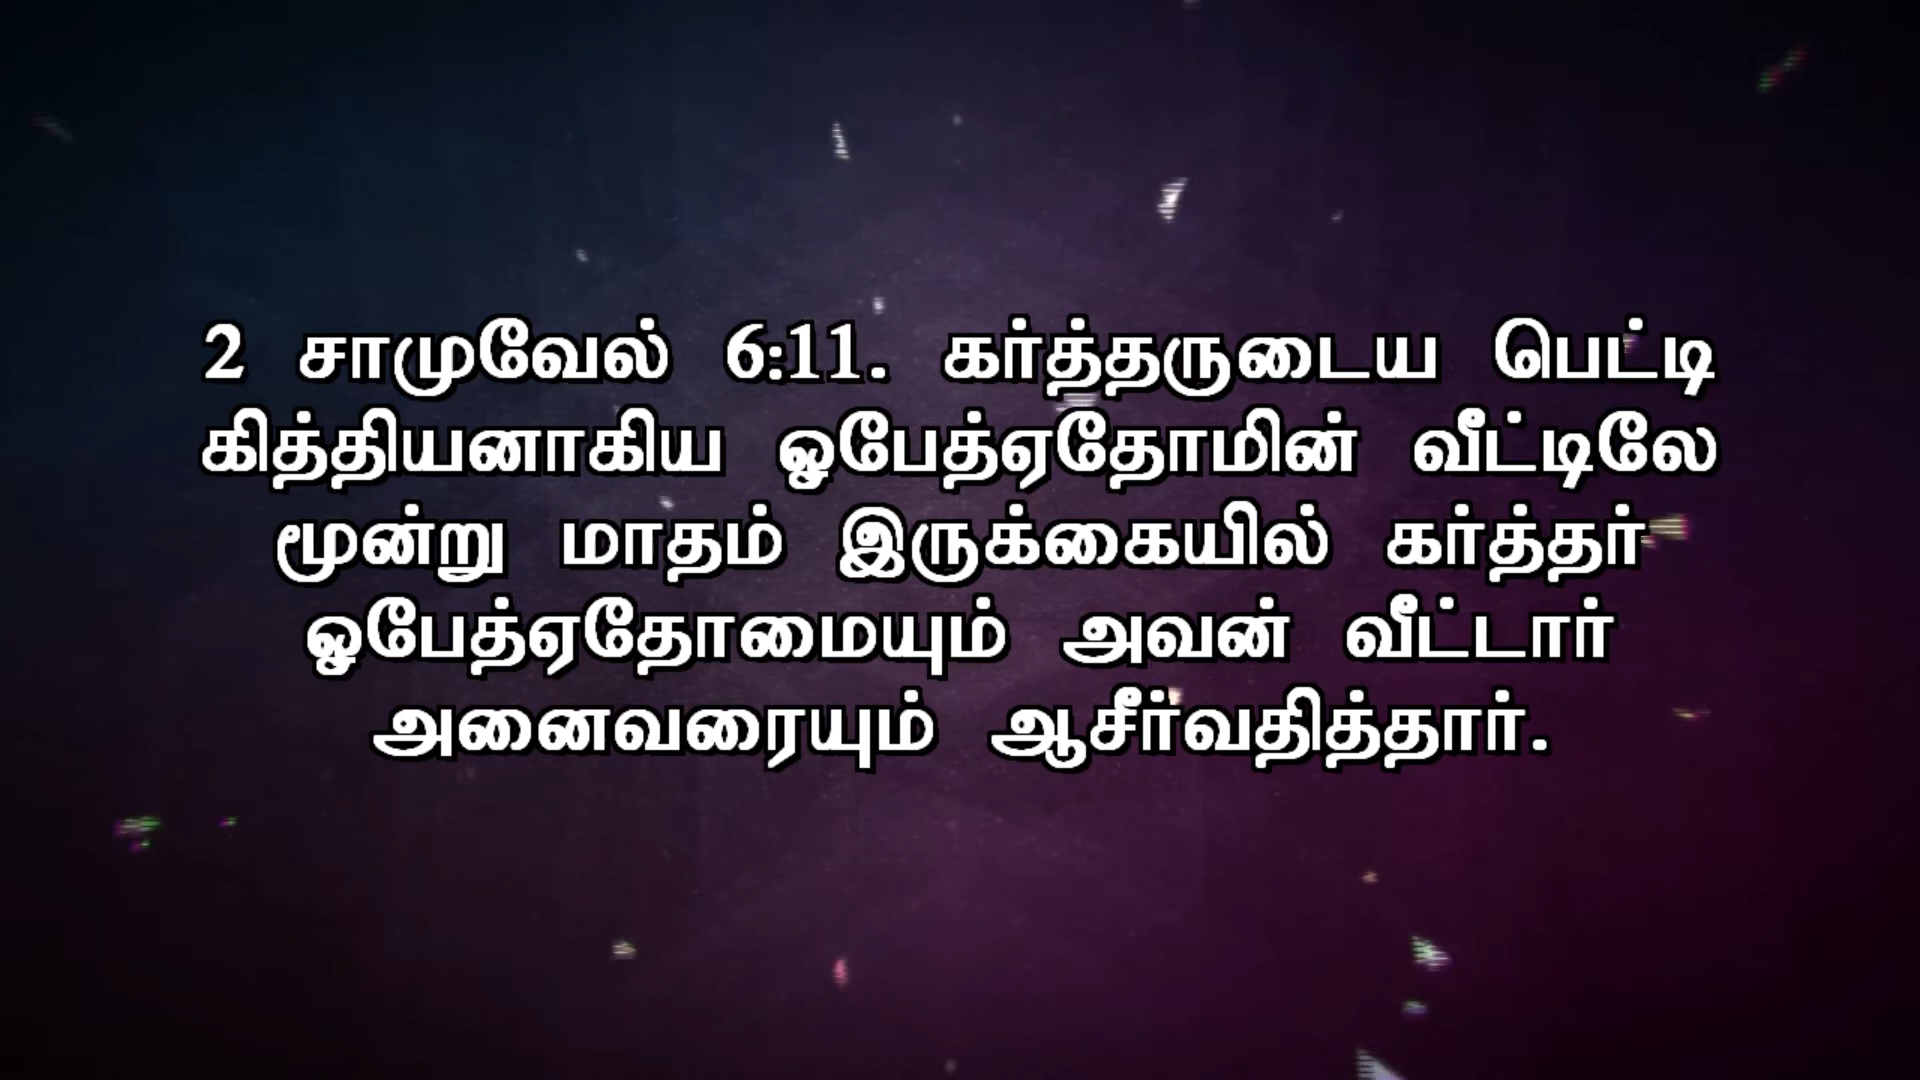 2 சாமுவேல் 6:11. கர்த்தருடைய பெட்டி
கித்தியனாகிய ஓபேத்ஏதோமின் வீட்டிலே
மூன்று மாதம் இருக்கையில் கர்த்தர்
ஓபேத்ஏதோமையும் அவன் வீட்டார்
அனைவரையும் ஆசீர்வதித்தார்.